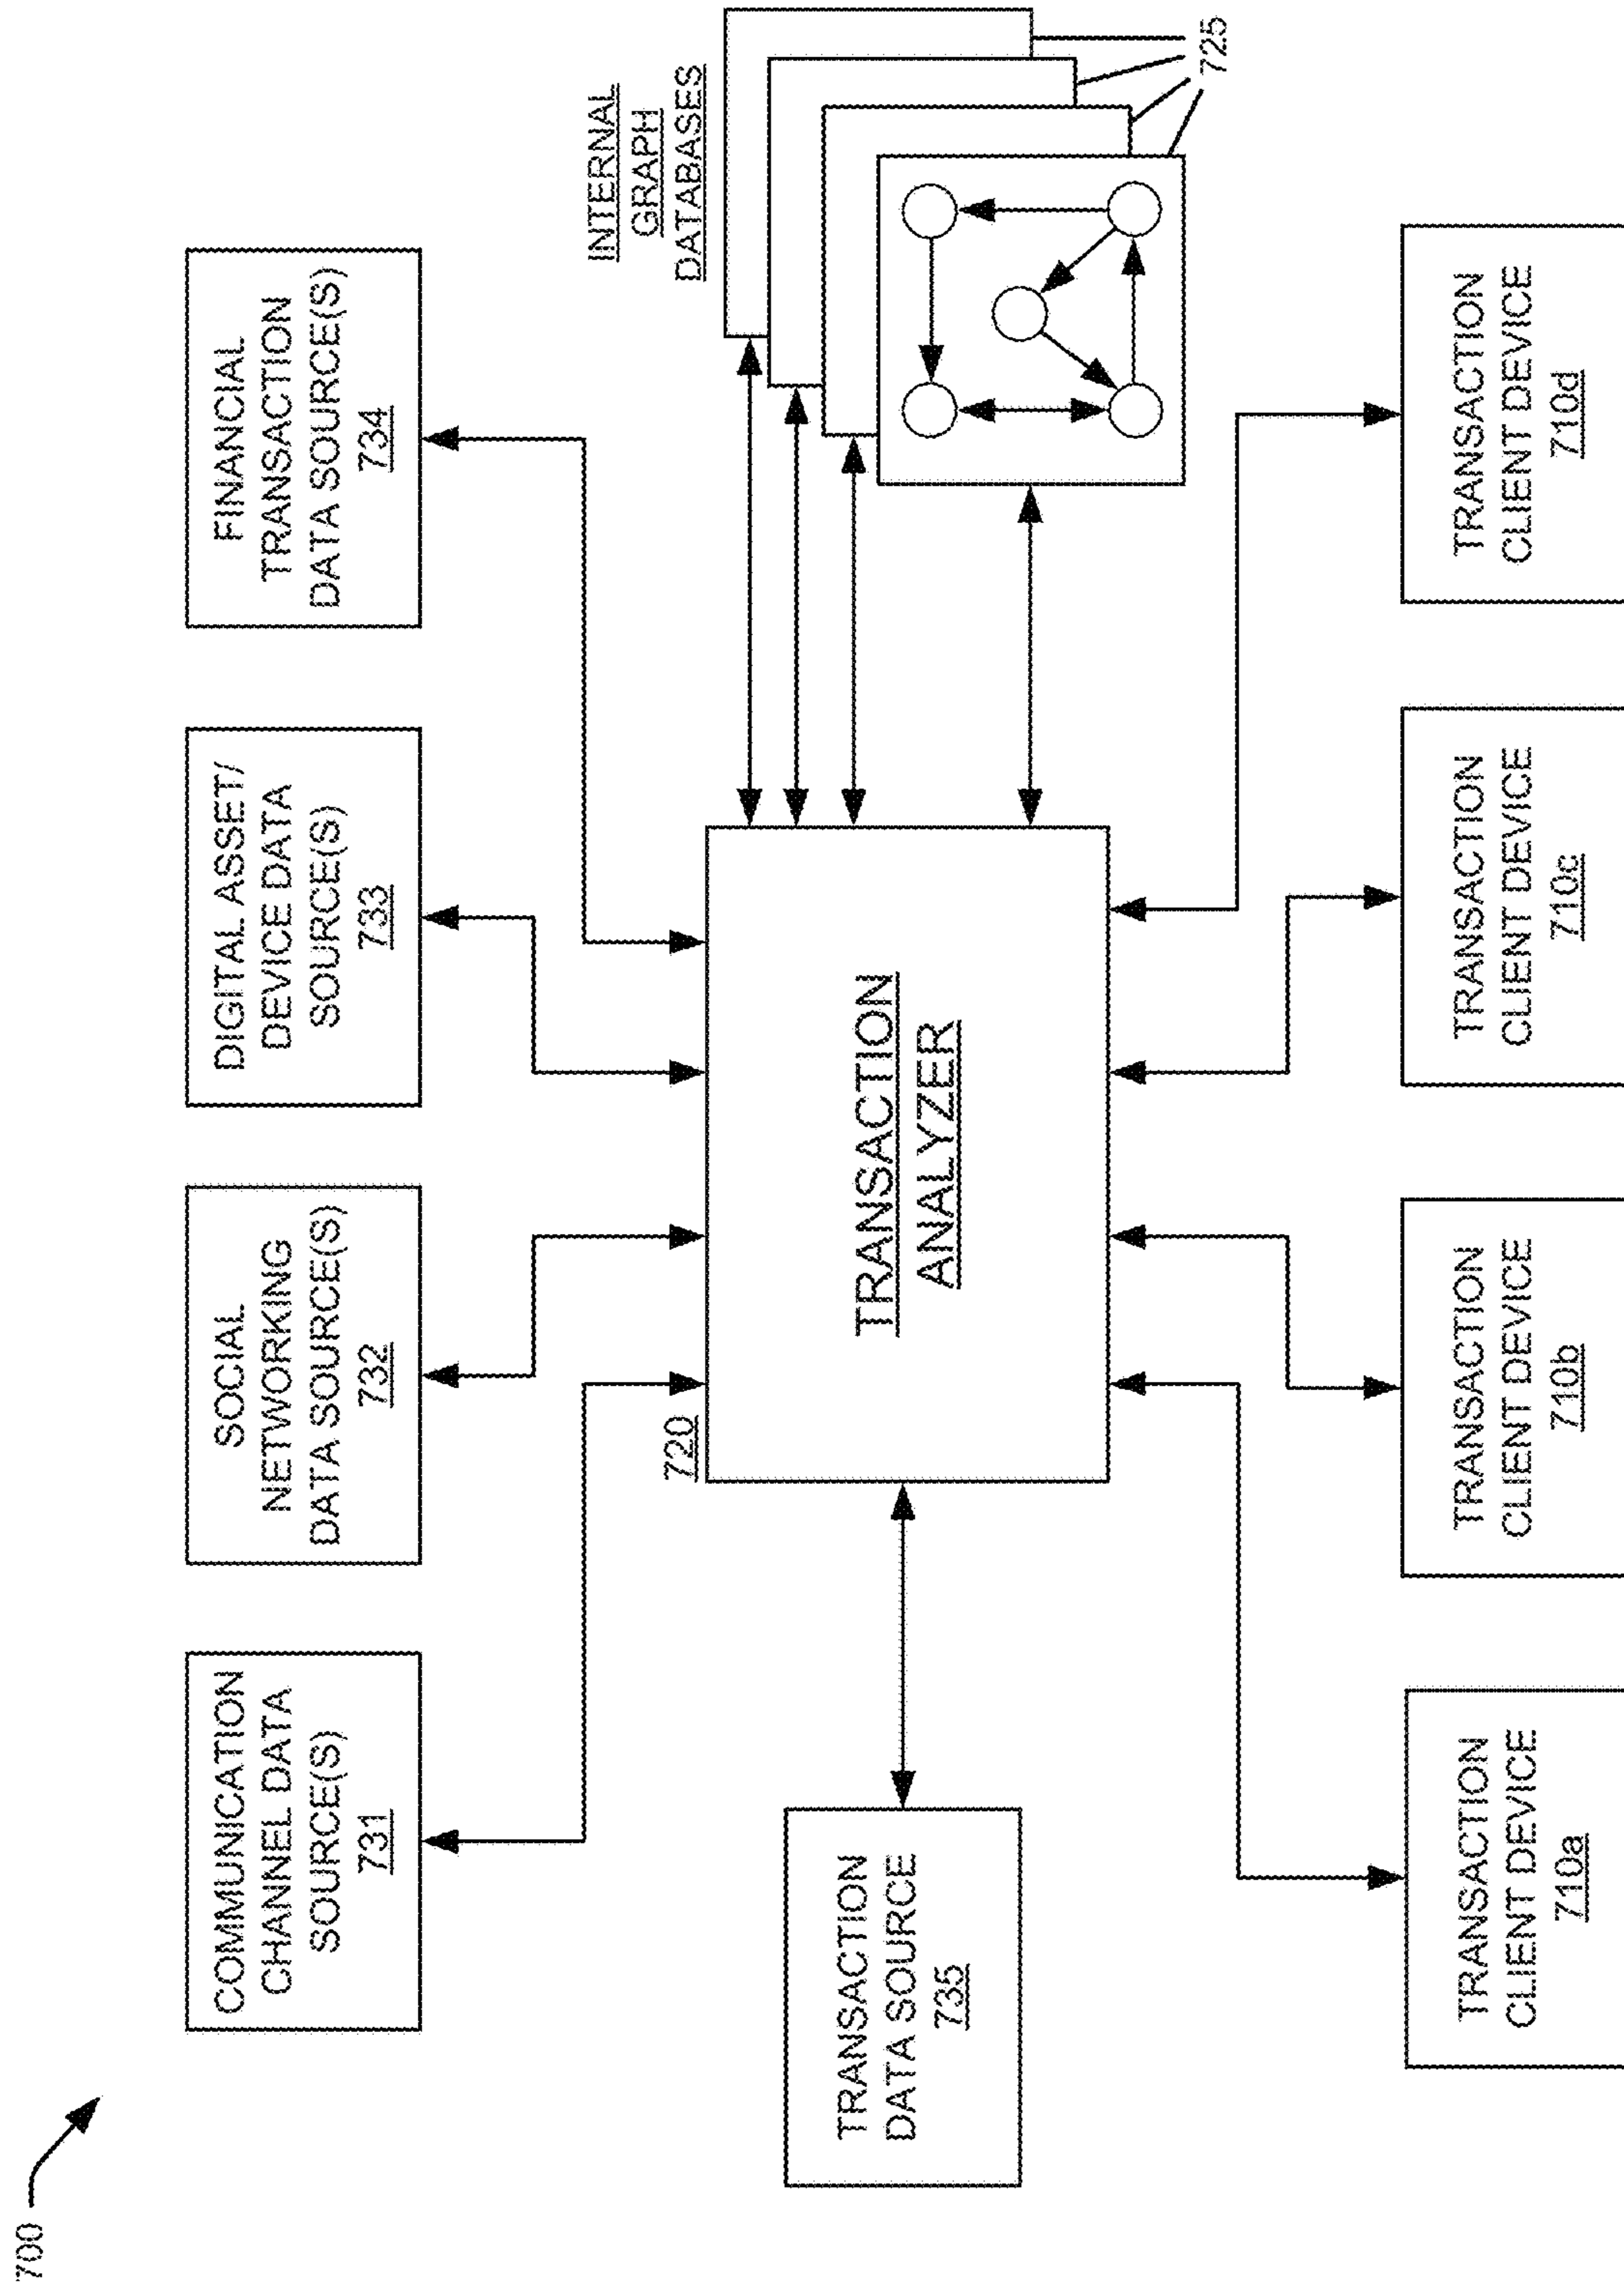 700
COMMUNICATION
CHANNEL DATA
SOURCE(S)
731
SOCIAL
NETWORKING
DATA SOURCE(S)
732
DIGITAL ASSET/
DEVICE DATA
SOURCE(S)
733
FINANCIAL
TRANSACTION
DATA SOURCE(S)
734
TRANSACTION
DATA SOURCE
735
720
TRANSACTION
ANALYZER
INTERNAL
GRAPH
DATABASES
725
TRANSACTION
CLIENT DEVICE
710a
TRANSACTION
CLIENT DEVICE
710b
TRANSACTION
CLIENT DEVICE
710c
TRANSACTION
CLIENT DEVICE
710d